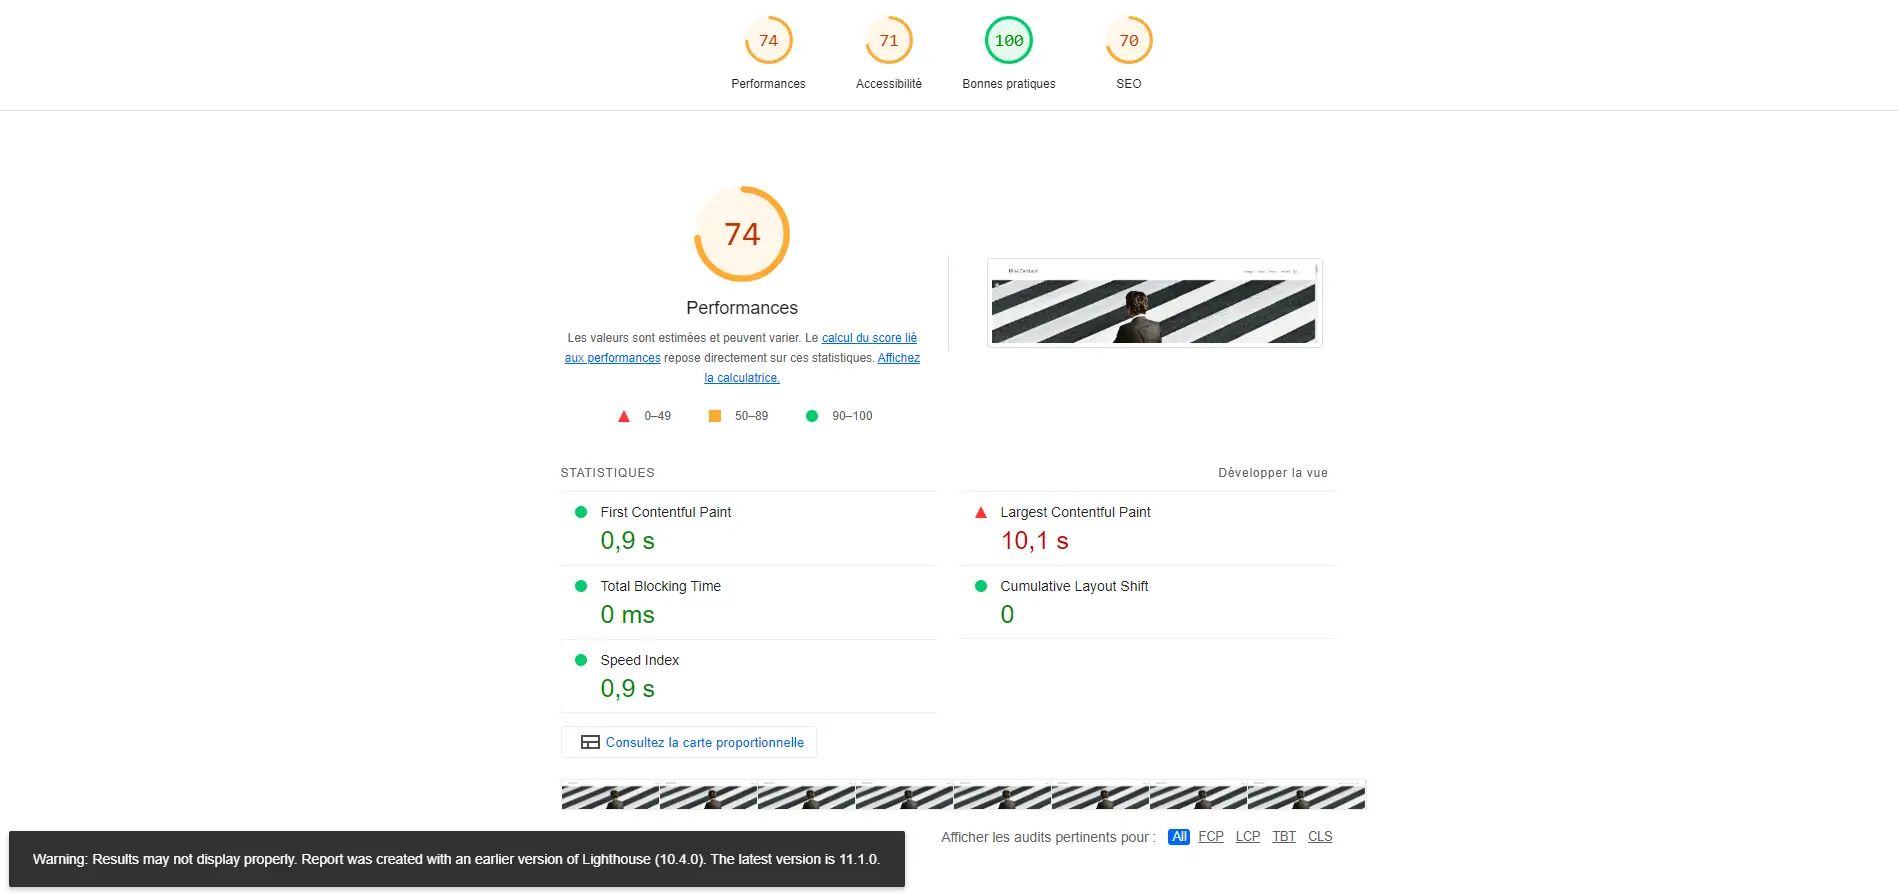 74
71
100
70
Performances
Accessibilité
Bonnes pratiques
SEO
74
Performances
Les valeurs sont estimées et peuvent varier. Le calcul du score lié
aux performances repose directement sur ces statistiques. Affichez
la calculatrice.
0–49
50–89
90–100
Nina Carducci
STATISTIQUES
Développer la vue
First Contentful Paint
0,9 s
Largest Contentful Paint
10,1 s
Total Blocking Time
0 ms
Cumulative Layout Shift
0
Speed Index
0,9 s
Consultez la carte proportionnelle
Afficher les audits pertinents pour :
All
FCP
LCP
TBT
CLS
Warning: Results may not display properly. Report was created with an earlier version of Lighthouse (10.4.0). The latest version is 11.1.0.